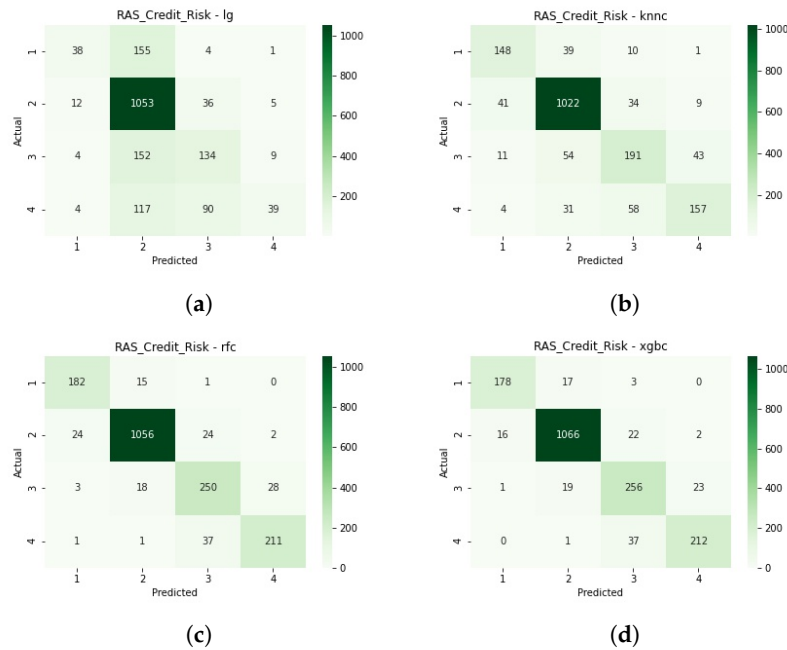 RAS_Credit_Risk - lg
1 38 155 4 1
2 12 1053 36 5
3 4 152 134 9
4 4 117 90 39
1 2 3 4
Actual
Predicted
1000
800
600
400
200
(a)
RAS_Credit_Risk - knnc
1 148 39 10 1
2 41 1022 34 9
3 11 54 191 43
4 4 31 58 157
1 2 3 4
Actual
Predicted
1000
800
600
400
200
(b)
RAS_Credit_Risk - rfc
1 182 15 1 0
2 24 1056 24 2
3 3 18 250 28
4 1 1 37 211
1 2 3 4
Actual
Predicted
1000
800
600
400
200
0
(c)
RAS_Credit_Risk - xgbc
1 178 17 3 0
2 16 1066 22 2
3 1 19 256 23
4 0 1 37 212
1 2 3 4
Actual
Predicted
1000
800
600
400
200
0
(d)